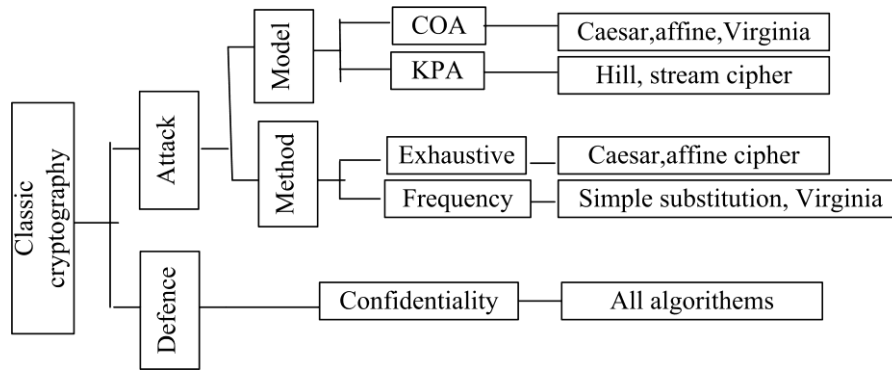 Classic
cryptography
Attack
Model
COA
Caesar,affine,Virginia
KPA
Hill, stream cipher
Method
Exhaustive
Caesar,affine cipher
Frequency
Simple substitution, Virginia
Defence
Confidentiality
All algorithems